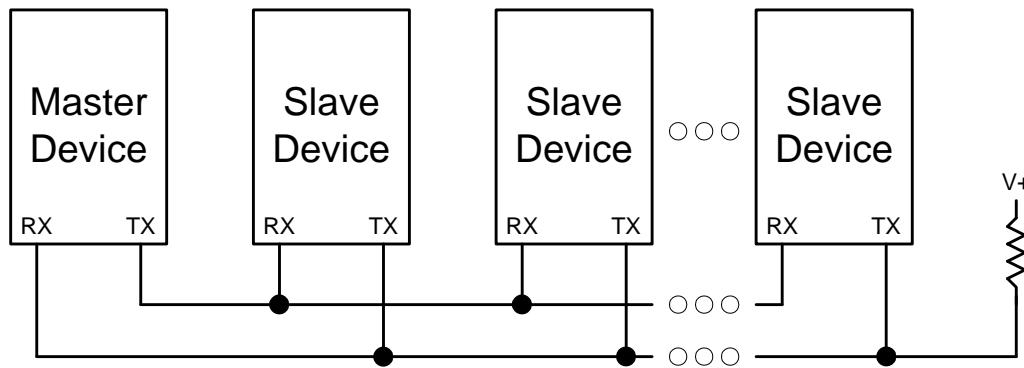 Master
Device
Slave
Device
Slave
Device
Slave
Device
V+
RX TX
RX TX
RX TX
RX TX